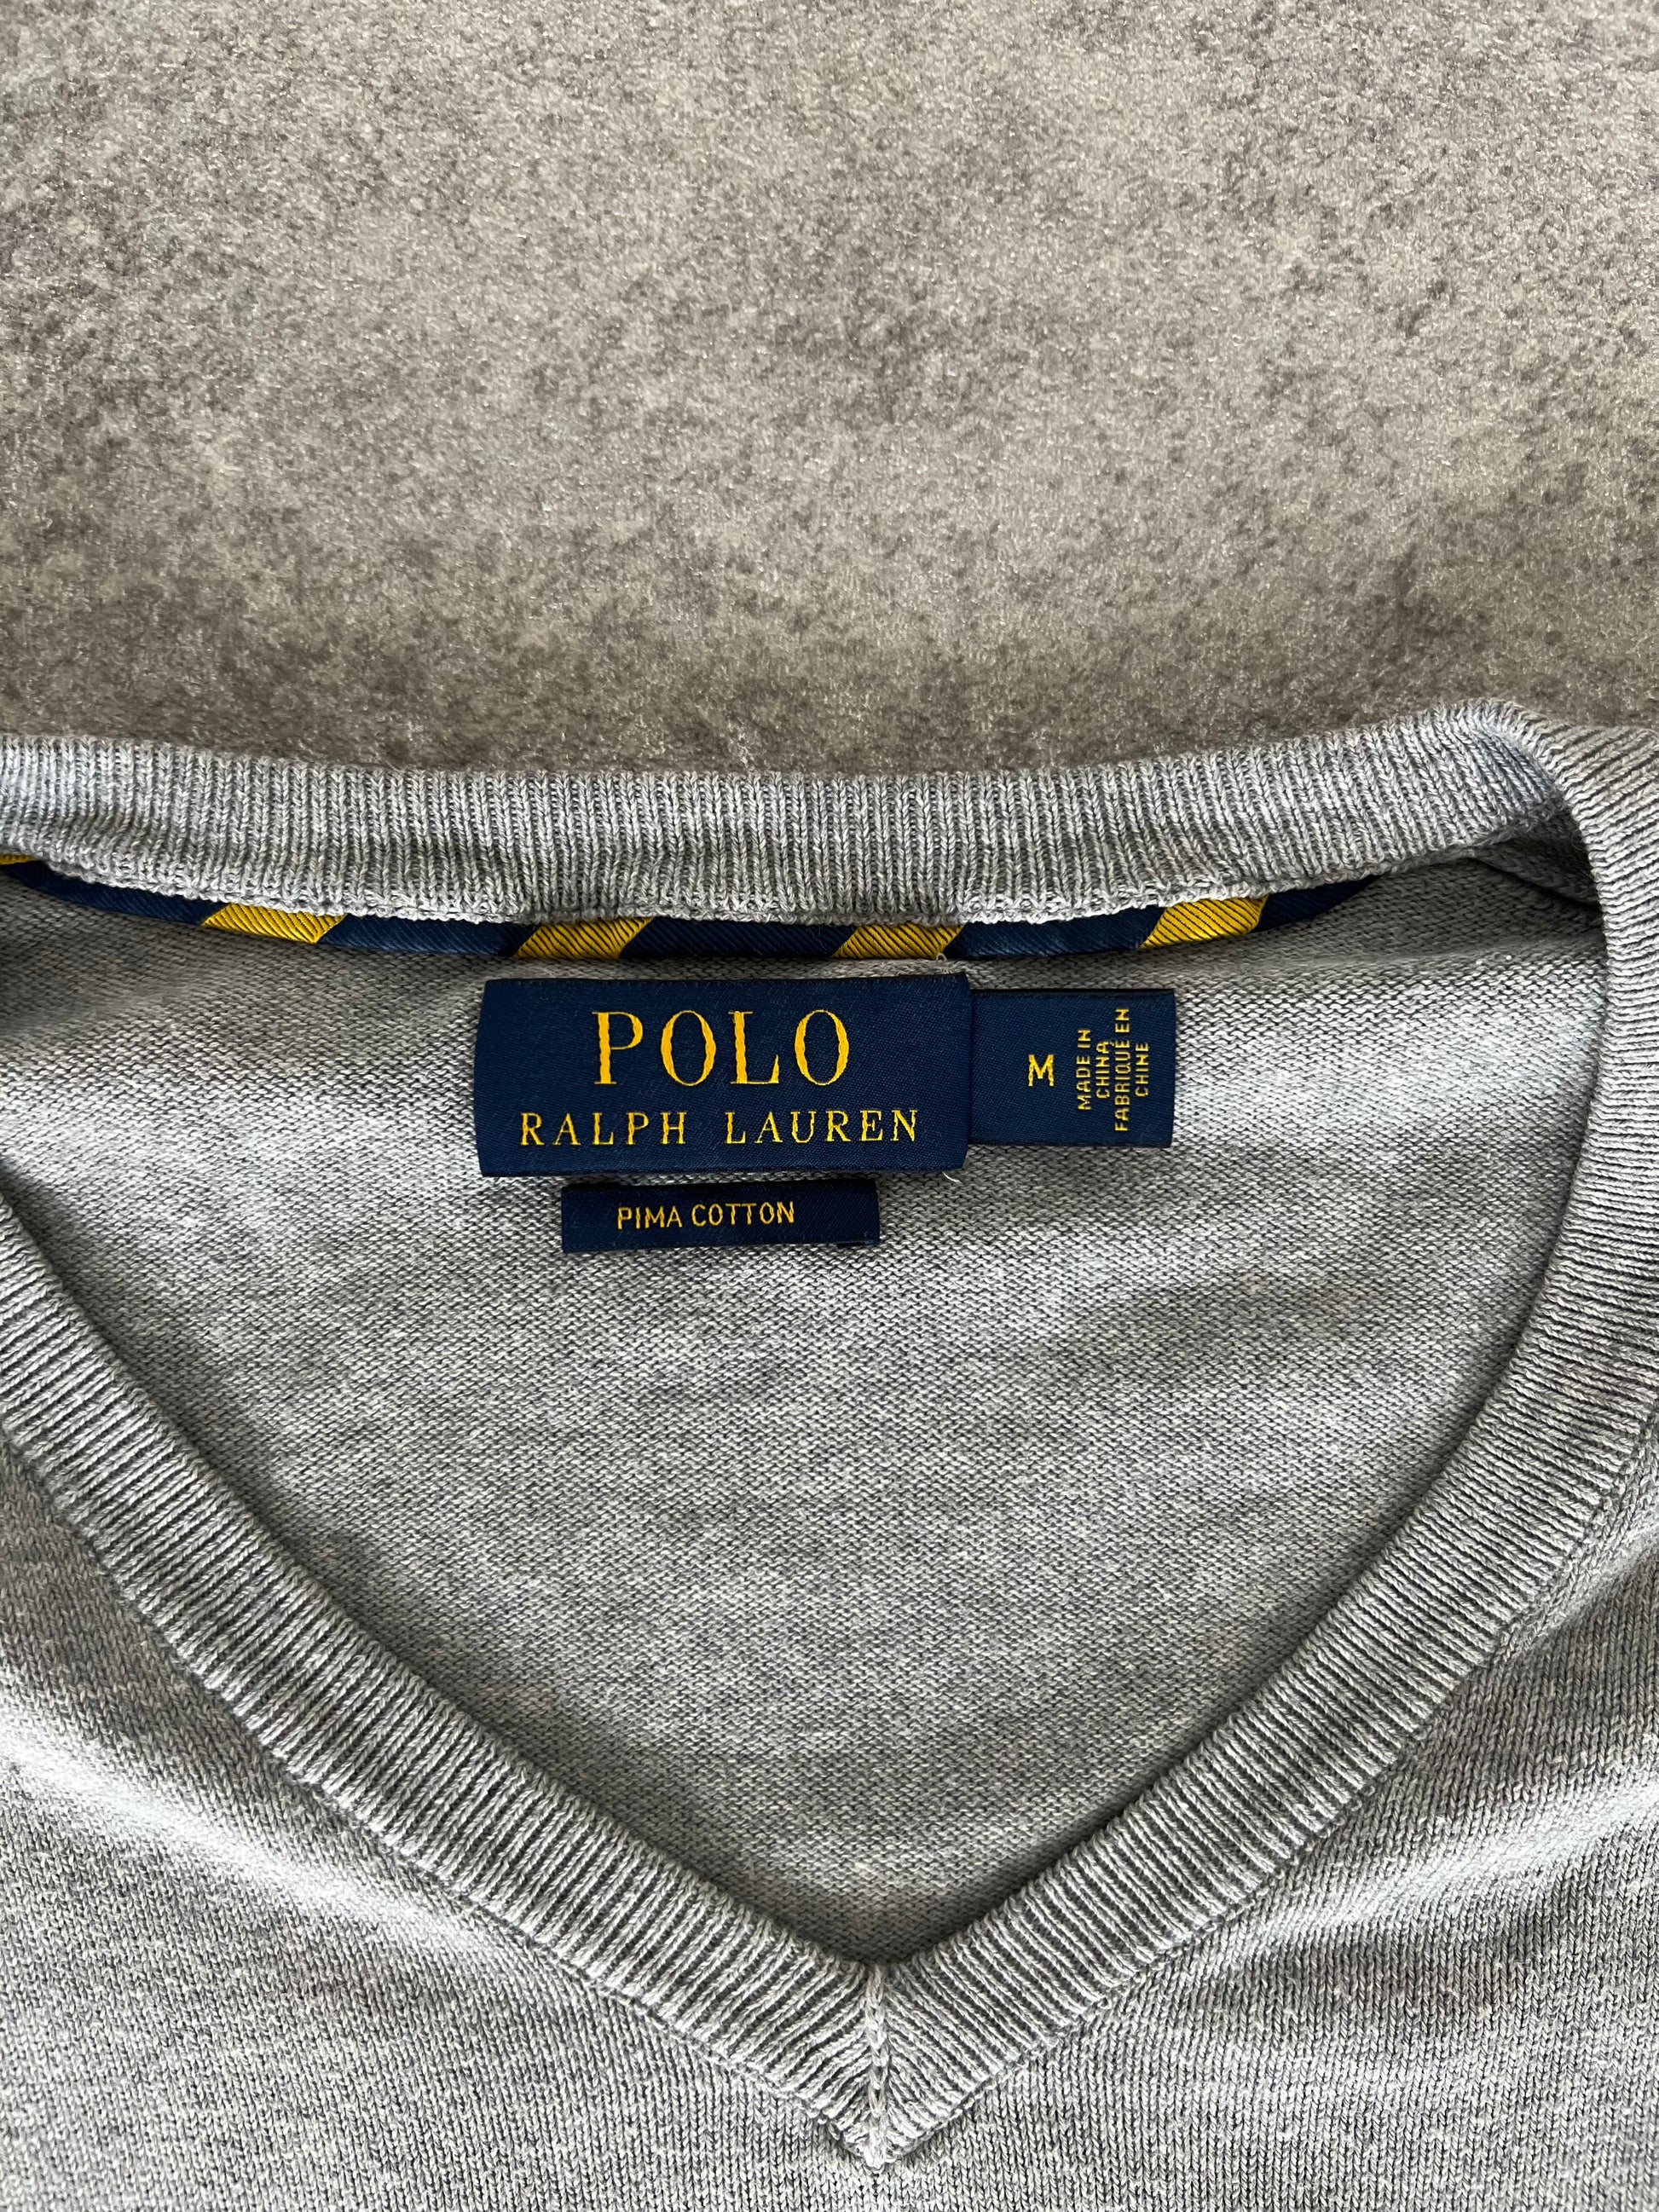 POLO
RALPH LAUREN
M
MADE IN
CHINA
FABRIQUÉ EN
CHINE
PIMA COTTON